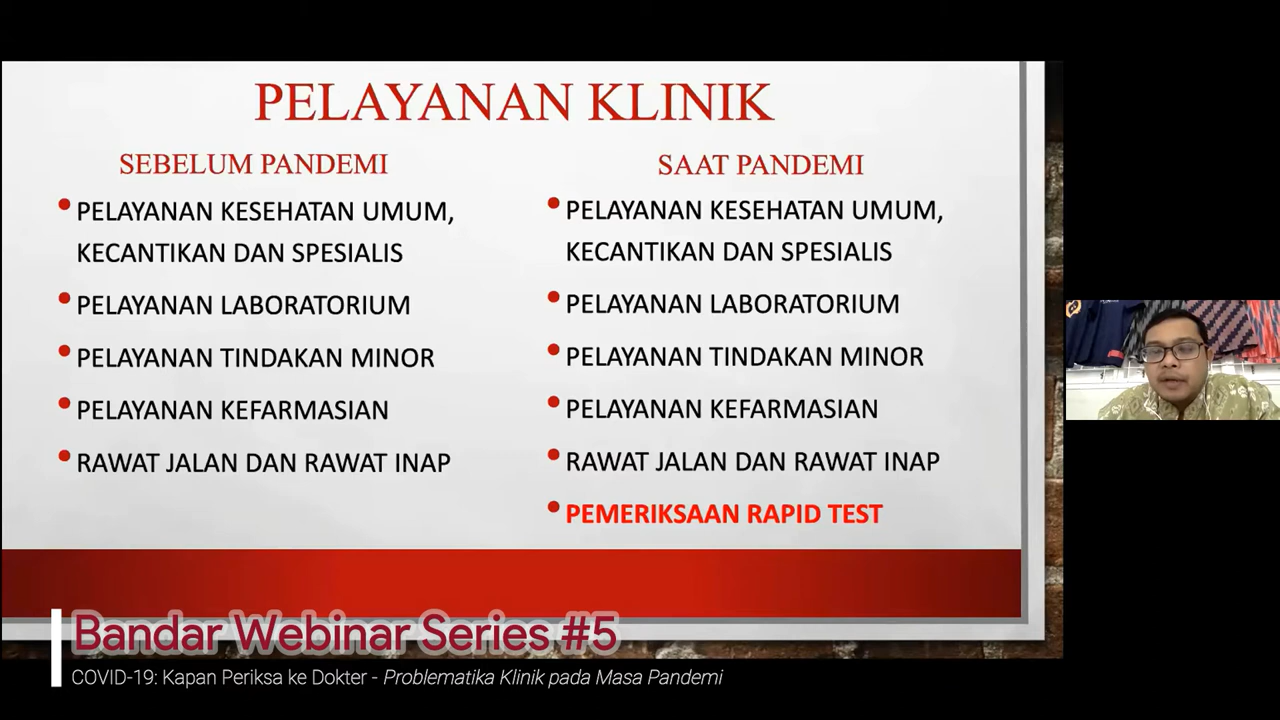 PELAYANAN KLINIK
SEBELUM PANDEMI
• PELAYANAN KESEHATAN UMUM,
KECANTIKAN DAN SPESIALIS
• PELAYANAN LABORATORIUM
• PELAYANAN TINDAKAN MINOR
• PELAYANAN KEFARMASIAN
• RAWAT JALAN DAN RAWAT INAP
SAAT PANDEMI
• PELAYANAN KESEHATAN UMUM,
KECANTIKAN DAN SPESIALIS
• PELAYANAN LABORATORIUM
• PELAYANAN TINDAKAN MINOR
• PELAYANAN KEFARMASIAN
• RAWAT JALAN DAN RAWAT INAP
• PEMERIKSAAN RAPID TEST
Bandar Webinar Series #5
COVID-19: Kapan Periksa ke Dokter - Problematika Klinik pada Masa Pandemi